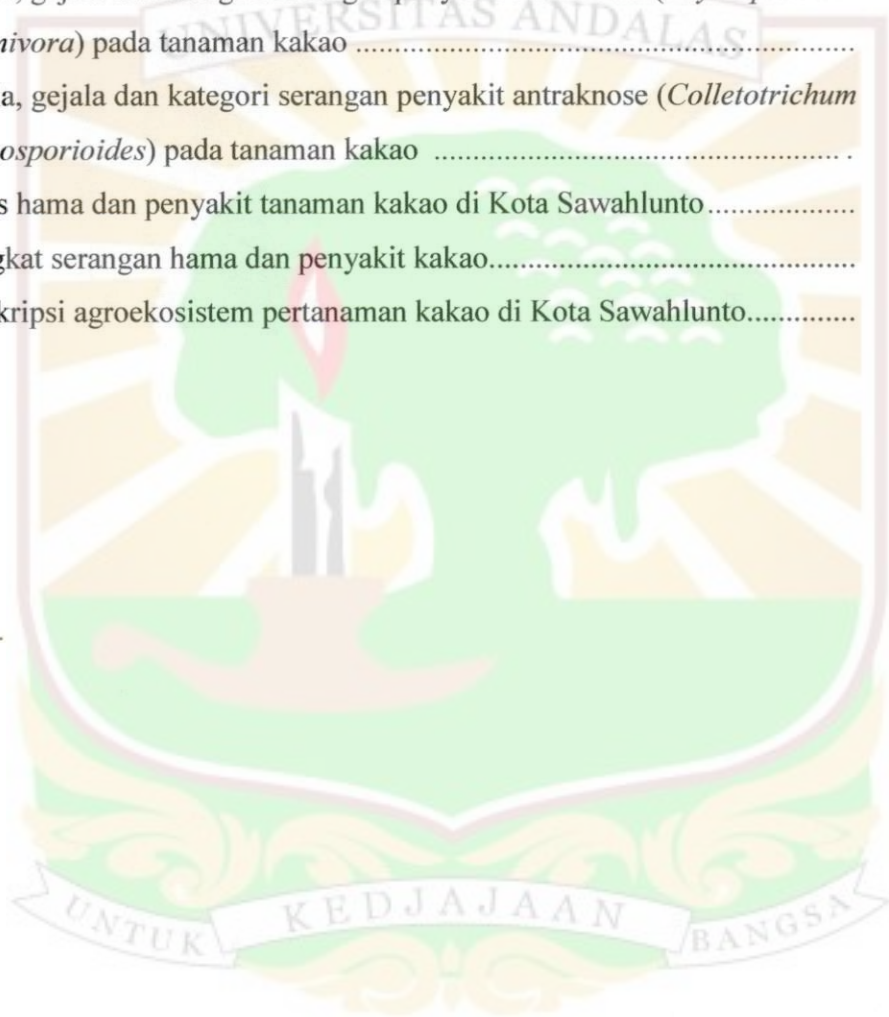 UNIVERSITAS ANDALAS
nivora) pada tanaman kakao ....................................................................
a, gejala dan kategori serangan penyakit antraknose (Colletotrichum
osporioides) pada tanaman kakao ........................................................ .
s hama dan penyakit tanaman kakao di Kota Sawahlunto....................
gkat serangan hama dan penyakit kakao..................................................
kripsi agroekosistem pertanaman kakao di Kota Sawahlunto...............
UNTUK KEDJAJAAN BANGSA